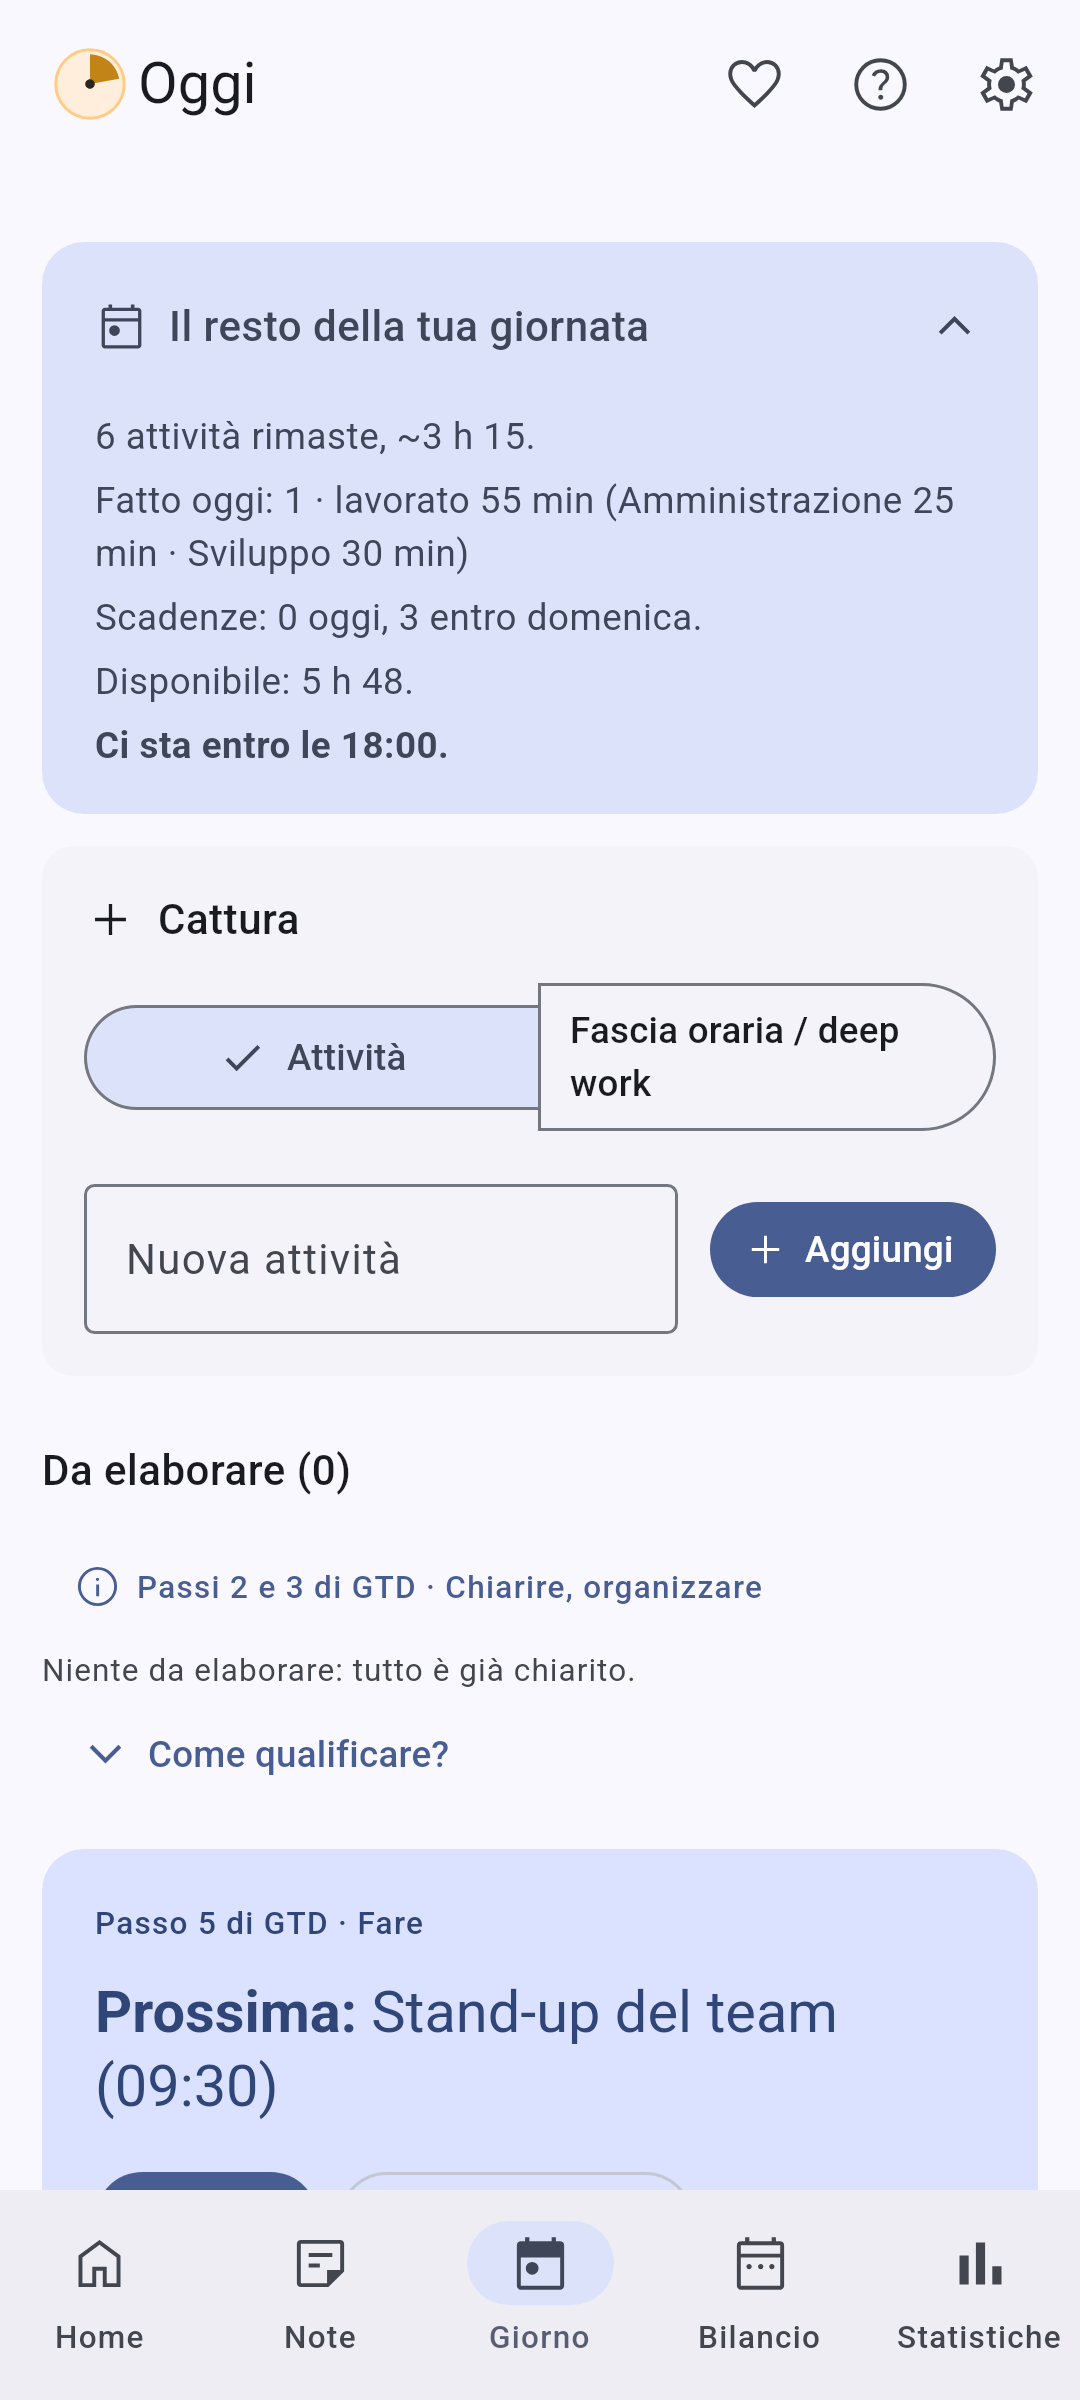 Oggi
Il resto della tua giornata
6 attività rimaste, ~3 h 15.
Fatto oggi: 1 · lavorato 55 min (Amministrazione 25
min · Sviluppo 30 min)
Scadenze: 0 oggi, 3 entro domenica.
Disponibile: 5 h 48.
Ci sta entro le 18:00.
Cattura
Attività
Fascia oraria / deep
work
Nuova attività
Aggiungi
Da elaborare (0)
Passi 2 e 3 di GTD · Chiarire, organizzare
Niente da elaborare: tutto è già chiarito.
Come qualificare?
Passo 5 di GTD · Fare
Prossima: Stand-up del team
(09:30)
Home
Note
Giorno
Bilancio
Statistiche